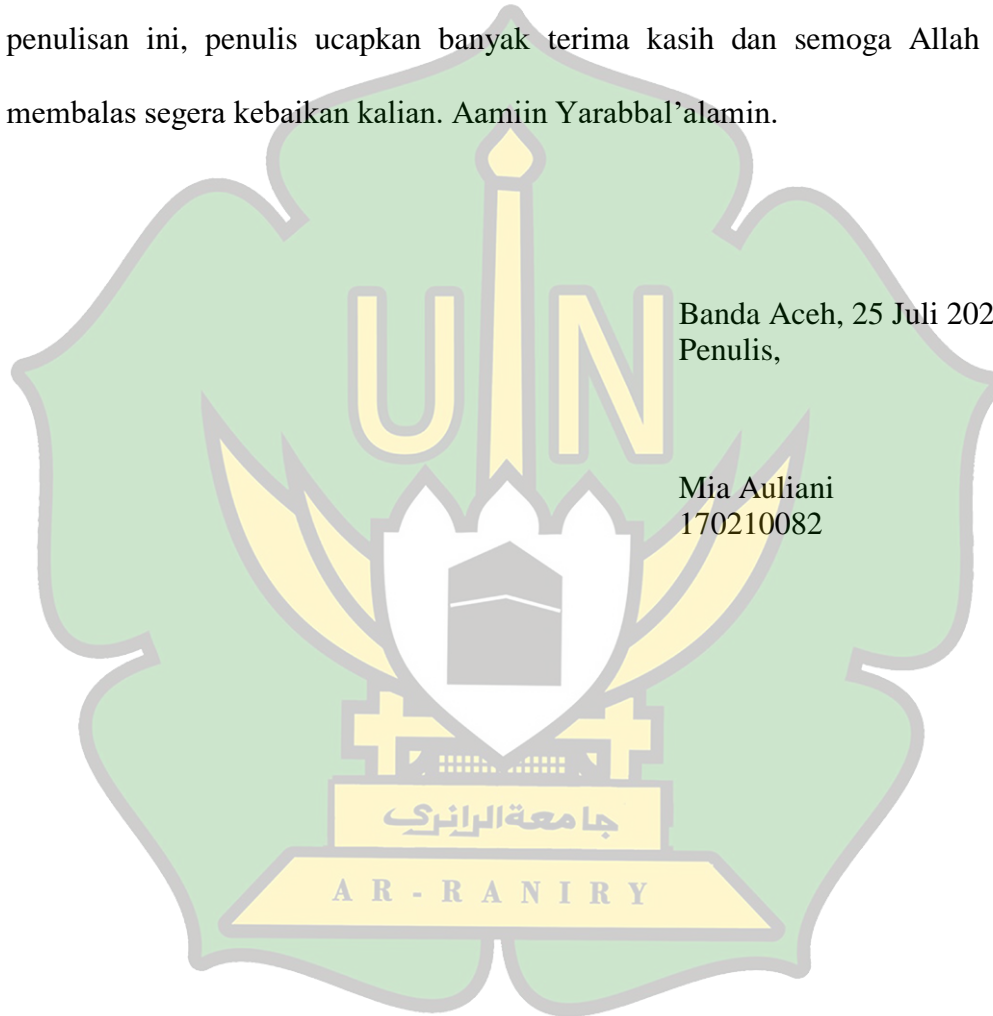 penulisan ini, penulis ucapkan banyak terima kasih dan semoga Allah
membalas segera kebaikan kalian. Aamiin Yarabbal’alamin.
Banda Aceh, 25 Juli 202
Penulis,
UIN
Mia Auliani
170210082
جامعة الرانري
AR-RANIRY